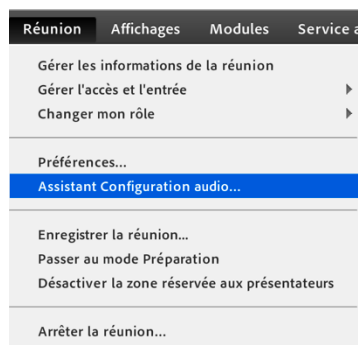 Réunion Affichages Modules Service a
Gérer les informations de la réunion
Gérer l'accès et l'entrée
Changer mon rôle
Préférences...
Assistant Configuration audio...
Enregistrer la réunion...
Passer au mode Préparation
Désactiver la zone réservée aux présentateurs
Arrêter la réunion...